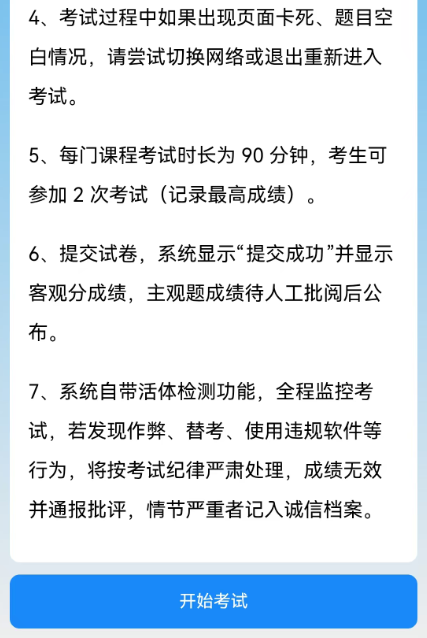 4、考试过程中如果出现页面卡死、题目空
白情况，请尝试切换网络或退出重新进入
考试。
5、每门课程考试时长为 90 分钟，考生可
参加 2 次考试（记录最高成绩）。
6、提交试卷，系统显示“提交成功”并显示
客观分成绩，主观题成绩待人工批阅后公
布。
7、系统自带活体检测功能，全程监控考
试，若发现作弊、替考、使用违规软件等
行为，将按考试纪律严肃处理，成绩无效
并通报批评，情节严重者记入诚信档案。
开始考试